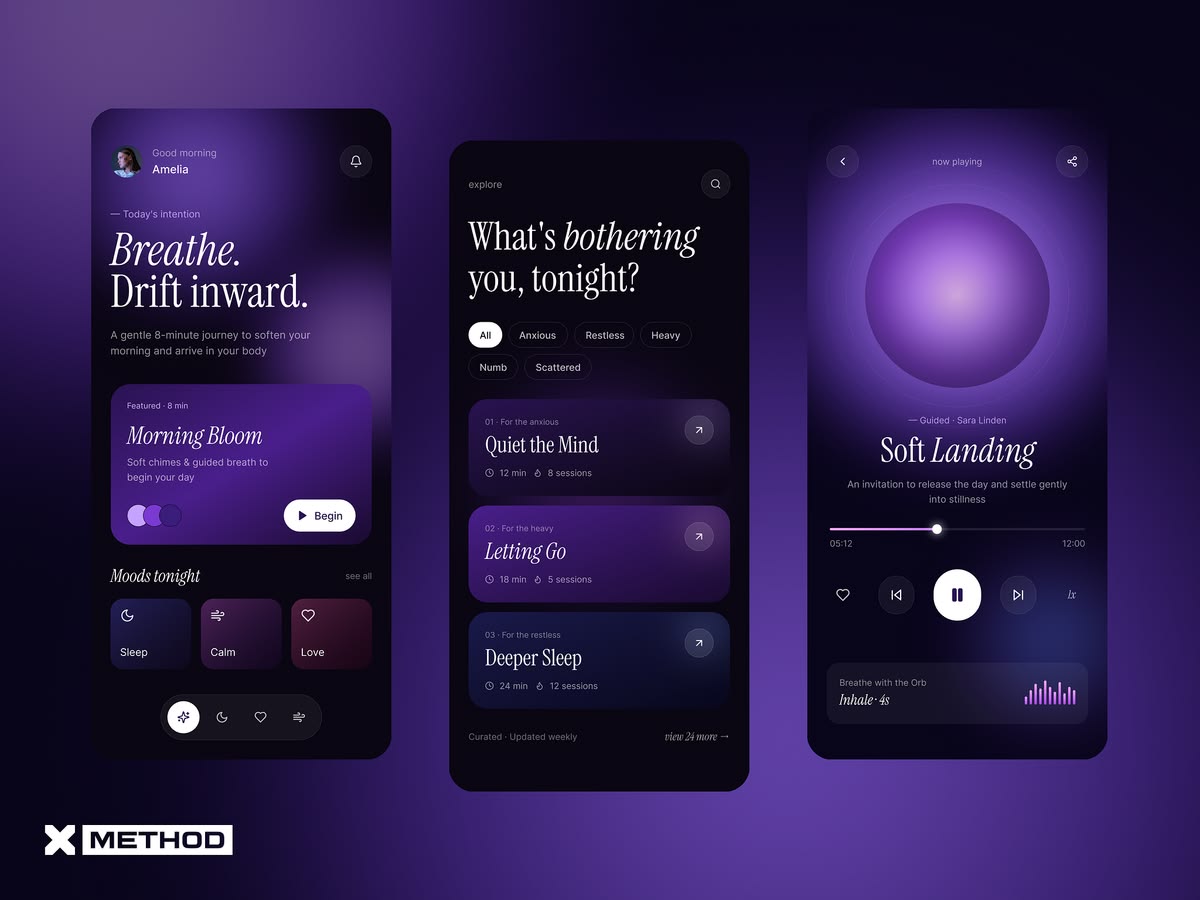 Good morning
Amelia
— Today's intention
Breathe.
Drift inward.
A gentle 8-minute journey to soften your
morning and arrive in your body
Featured · 8 min
Morning Bloom
Soft chimes & guided breath to
begin your day
Begin
Moods tonight
see all
Sleep
Calm
Love
explore
What's bothering
you, tonight?
All
Anxious
Restless
Heavy
Numb
Scattered
01 · For the anxious
Quiet the Mind
12 min
8 sessions
02 · For the heavy
Letting Go
18 min
5 sessions
03 · For the restless
Deeper Sleep
24 min
12 sessions
Curated · Updated weekly
view 24 more →
now playing
— Guided · Sara Linden
Soft Landing
An invitation to release the day and settle gently
into stillness
05:12
12:00
1x
Breathe with the Orb
Inhale · 4s
X METHOD